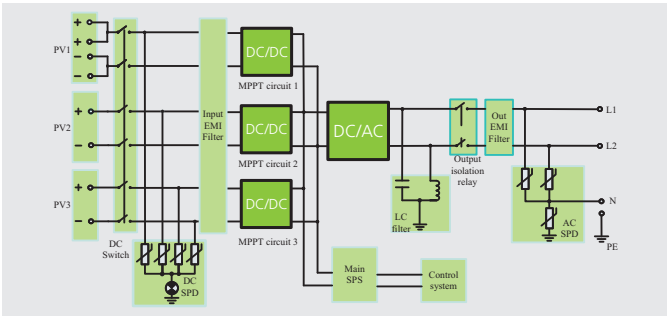 +
+
PV1
−
−
PV2
+
−
PV3
+
−
DC
Switch
DC
SPD
Input
EMI
Filter
DC/DC
MPPT circuit 1
DC/DC
MPPT circuit 2
DC/DC
MPPT circuit 3
DC/AC
LC
filter
Output
isolation
relay
Out
EMI
Filter
L1
L2
N
AC
SPD
PE
Main
SPS
Control
system